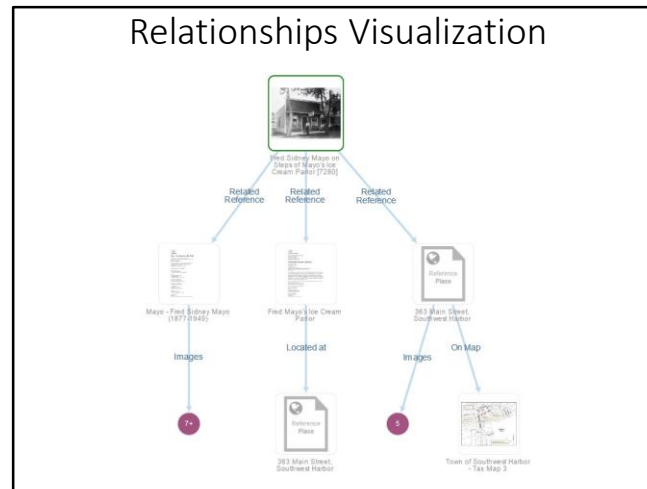 Relationships Visualization
Fred Sidney Mayo on
Steps of Mayo's Ice
Cream Parlor [7280]
Related
Reference
Related
Reference
Related
Reference
Reference
Place
Mayo - Fred Sidney Mayo
(1877-1949)
Fred Mayo's Ice Cream
Parlor
363 Main Street,
Southwest Harbor
Images
Located at
Images
On Map
7+
Reference
Place
5
363 Main Street,
Southwest Harbor
Town of Southwest Harbor
- Tax Map 3